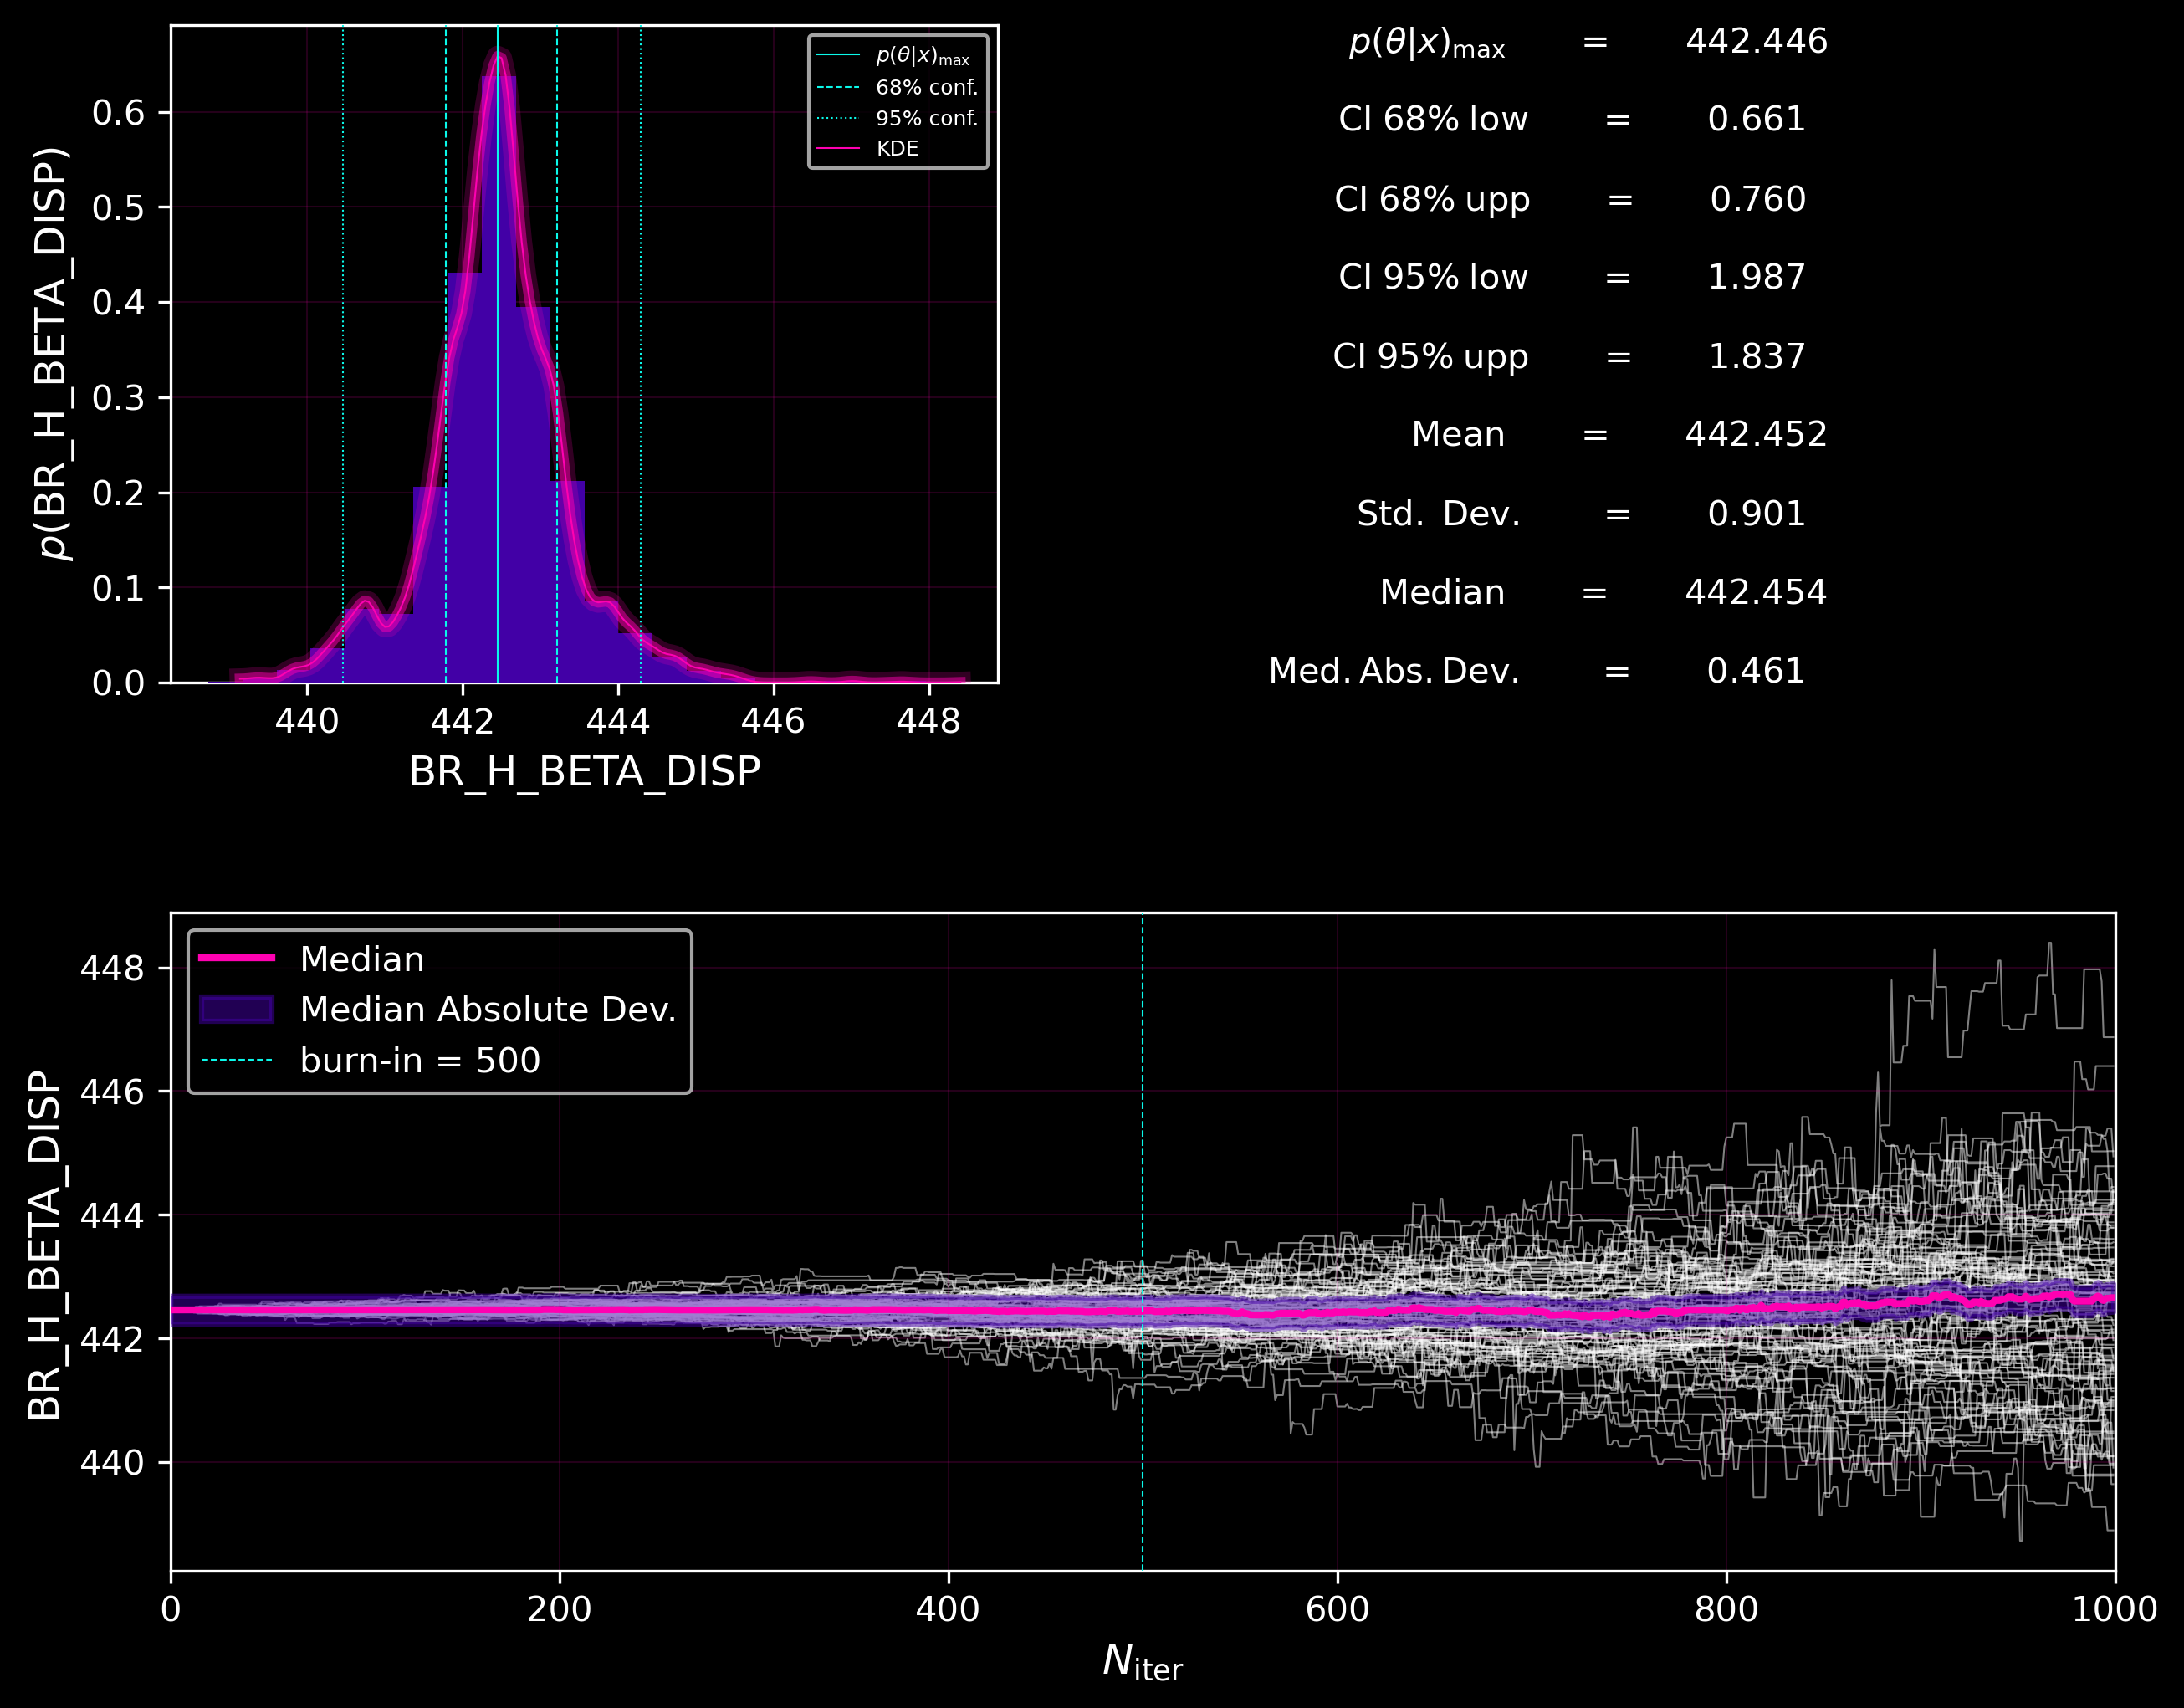 p(θ|x)max
68% conf.
95% conf.
KDE
0.6
0.5
0.4
0.3
0.2
0.1
0.0
p(BR_H_BETA_DISP)
440 442 444 446 448
BR_H_BETA_DISP
p(θ|x)max = 442.446
CI 68% low = 0.661
CI 68% upp = 0.760
CI 95% low = 1.987
CI 95% upp = 1.837
Mean = 442.452
Std. Dev. = 0.901
Median = 442.454
Med. Abs. Dev. = 0.461
Median
Median Absolute Dev.
burn-in = 500
448
446
444
442
440
BR_H_BETA_DISP
0 200 400 600 800 1000
Niter